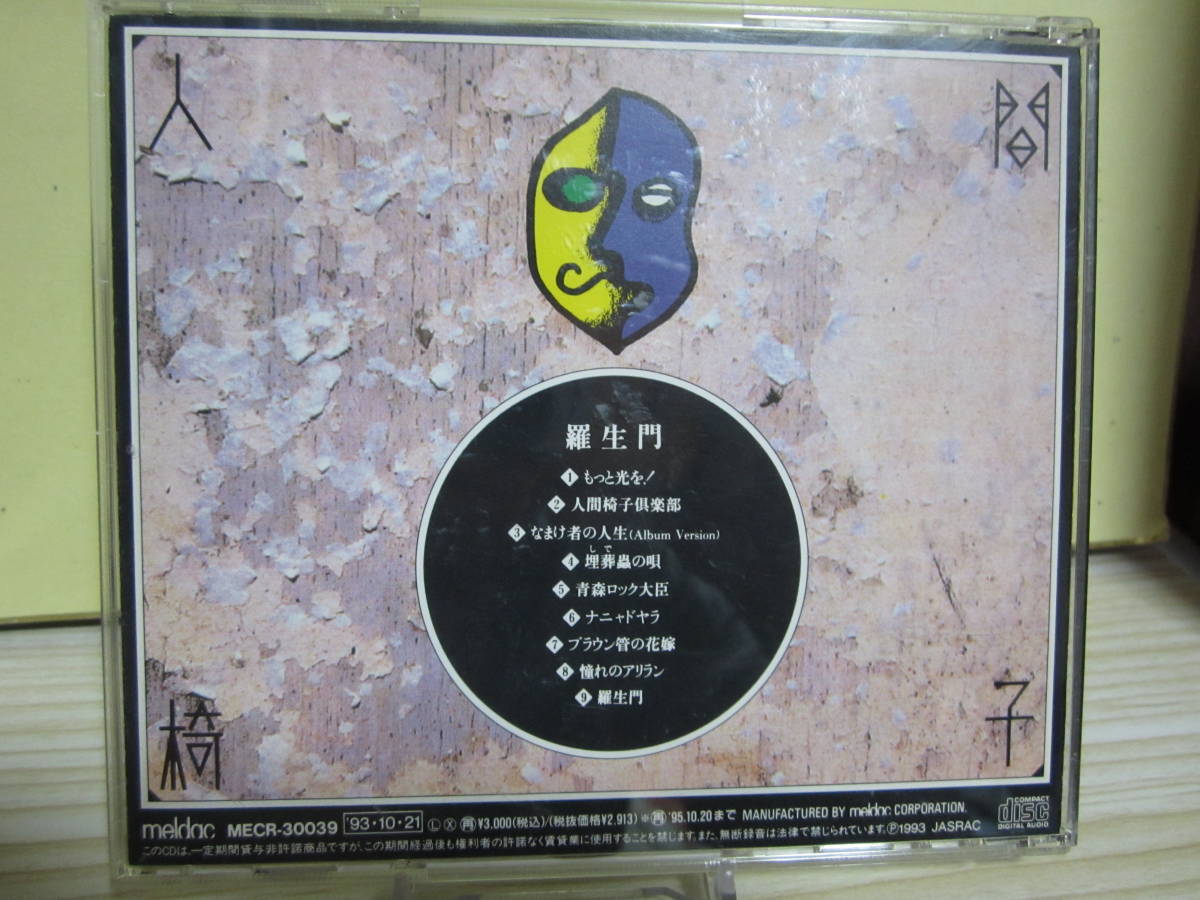 人 間
羅生門
1 もっと光を!
2 人間椅子倶楽部
3 なまけ者の人生(Album Version)
しで
4 埋葬蟲の唄
5 青森ロック大臣
6 ナニャドヤラ
7 ブラウン管の花嫁
8 憧れのアリラン
9 羅生門
椅 子
meldac MECR-30039 '93・10・21 Ⓛ Ⓧ 再 ¥3,000(税込)/(税抜価格¥2,913) ※再 '95.10.20まで MANUFACTURED BY meldac CORPORATION.
COMPACT disc DIGITAL AUDIO
このCDは、一定期間貸与非許諾商品ですが、この期間経過後も権利者の許諾なく賃貸業に使用することを禁じます。また、無断録音は法律で禁じられています。Ⓟ1993 JASRAC